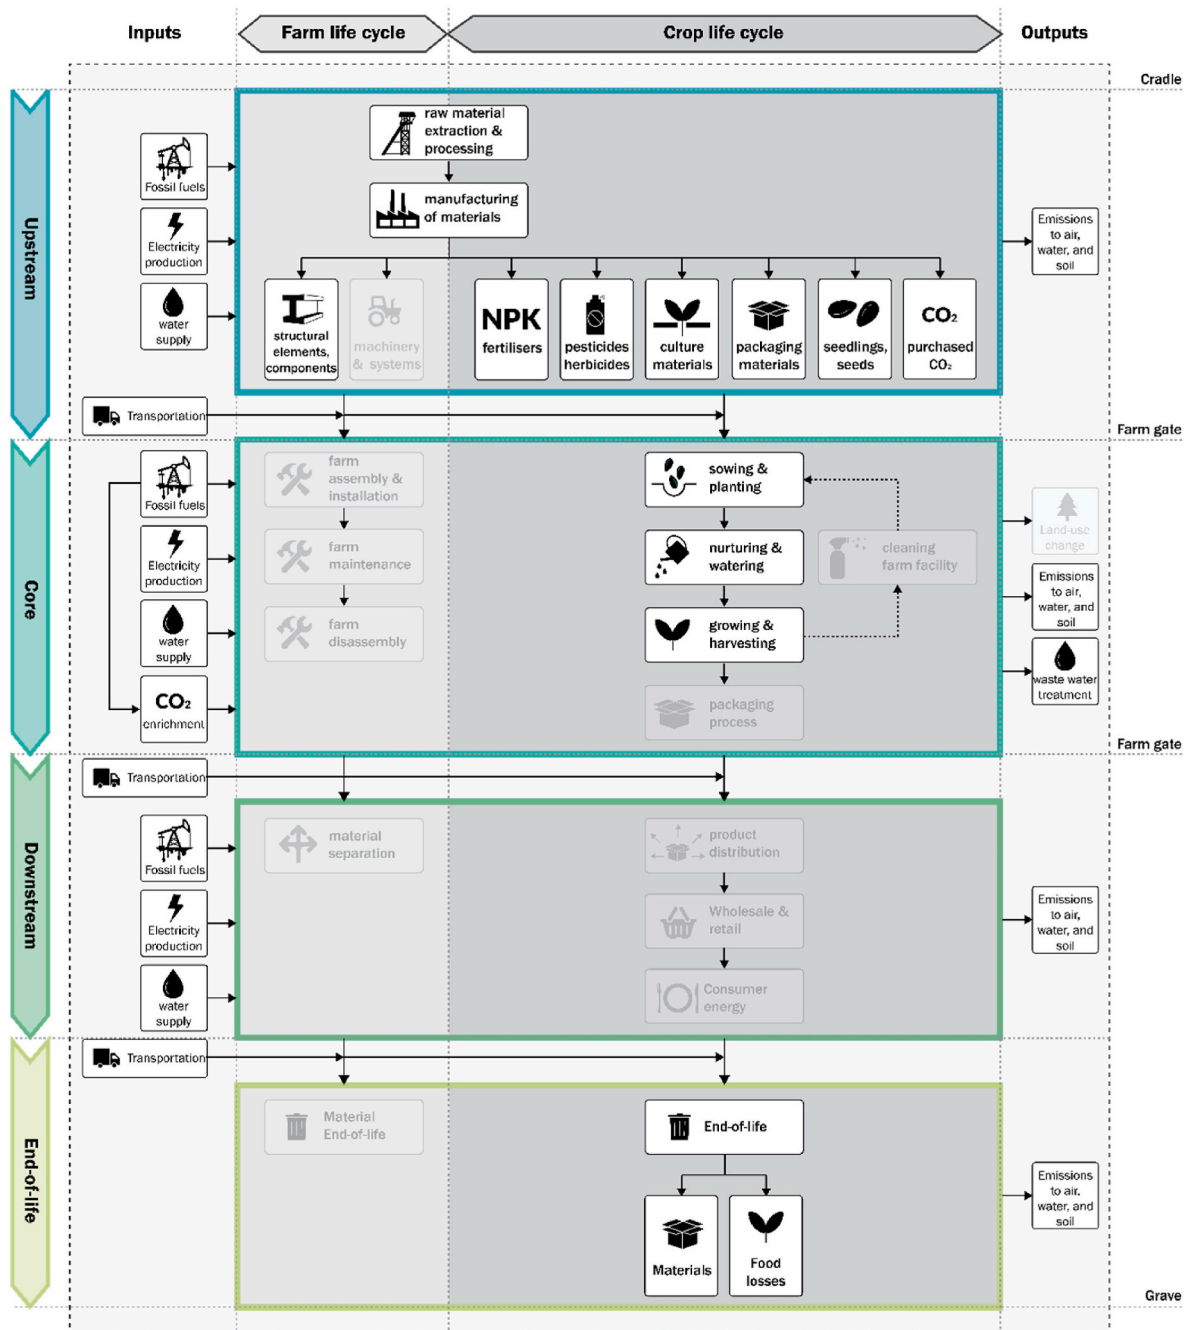 Inputs
Farm life cycle
Crop life cycle
Outputs
Cradle
Upstream
raw material
extraction &
processing
Fossil fuels
manufacturing
of materials
Electricity
production
Emissions
to air,
water, and
soil
water
supply
structural
elements,
components
machinery
& systems
NPK
fertilisers
pesticides
herbicides
culture
materials
packaging
materials
seedlings,
seeds
CO₂
purchased
CO₂
Transportation
Farm gate
Core
Fossil fuels
farm
assembly &
installation
sowing &
planting
Land-use
change
Electricity
production
farm
maintenance
nurturing &
watering
cleaning
farm facility
Emissions
to air,
water, and
soil
water
supply
farm
disassembly
growing &
harvesting
waste water
treatment
CO₂
enrichment
packaging
process
Farm gate
Transportation
Downstream
Fossil fuels
material
separation
product
distribution
Electricity
production
Wholesale &
retail
Emissions
to air,
water, and
soil
water
supply
Consumer
energy
Transportation
End-of-life
Material
End-of-life
End-of-life
Emissions
to air,
water, and
soil
Materials
Food
losses
Grave